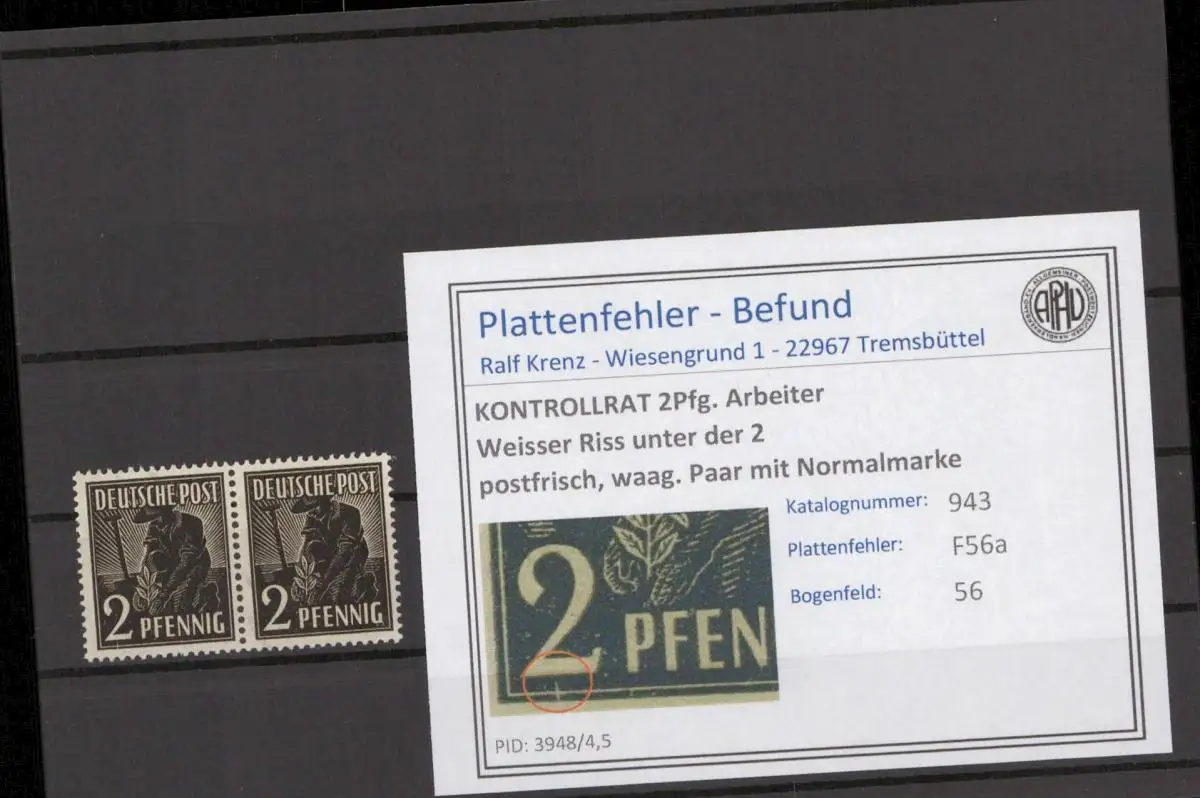 DEUTSCHE POST
2 PFENNIG
DEUTSCHE POST
2 PFENNIG
Plattenfehler - Befund
Ralf Krenz - Wiesengrund 1 - 22967 Tremsbüttel
APHV
KONTROLLRAT 2Pfg. Arbeiter
Weisser Riss unter der 2
postfrisch, waag. Paar mit Normalmarke
2 PFEN
Katalognummer: 943
Plattenfehler: F56a
Bogenfeld: 56
PID: 3948/4,5